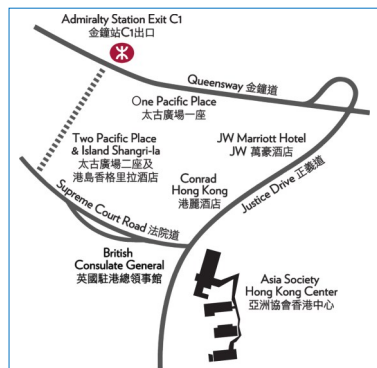 Admiralty Station Exit C1
金鐘站C1出口
Queensway 金鐘道
One Pacific Place
太古廣場一座
Two Pacific Place
& Island Shangri-la
太古廣場二座及
港島香格里拉酒店
JW Marriott Hotel
JW 萬豪酒店
Conrad
Hong Kong
港麗酒店
Justice Drive 正義道
Supreme Court Road 法院道
British
Consulate General
英國駐港總領事館
Asia Society
Hong Kong Center
亞洲協會香港中心